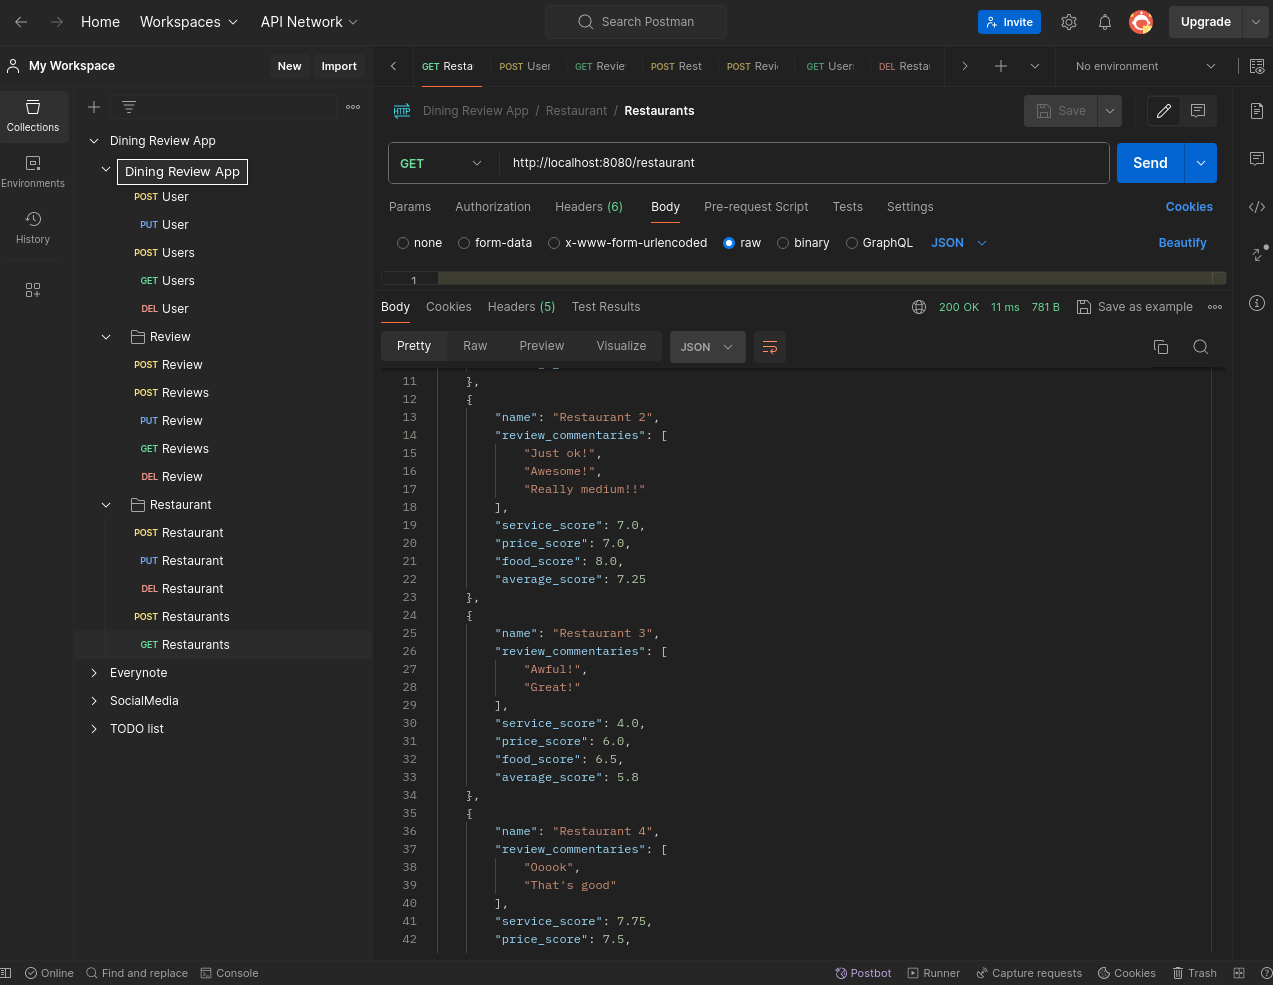 Home Workspaces API Network Search Postman Invite Upgrade
My Workspace New Import
GET Resta POST User GET Revie POST Rest POST Revi GET User DEL Resta No environment
Collections
Environments
History
Dining Review App
Dining Review App
POST User
PUT User
POST Users
GET Users
DEL User
Review
POST Review
POST Reviews
PUT Review
GET Reviews
DEL Review
Restaurant
POST Restaurant
PUT Restaurant
DEL Restaurant
POST Restaurants
GET Restaurants
Everynote
SocialMedia
TODO list
HTTP Dining Review App / Restaurant / Restaurants Save
GET http://localhost:8080/restaurant Send
Params Authorization Headers (6) Body Pre-request Script Tests Settings Cookies
none form-data x-www-form-urlencoded raw binary GraphQL JSON Beautify
1
Body Cookies Headers (5) Test Results 200 OK 11 ms 781 B Save as example
Pretty Raw Preview Visualize JSON
11 },
12 {
13 "name": "Restaurant 2",
14 "review_commentaries": [
15 "Just ok!",
16 "Awesome!",
17 "Really medium!!"
18 ],
19 "service_score": 7.0,
20 "price_score": 7.0,
21 "food_score": 8.0,
22 "average_score": 7.25
23 },
24 {
25 "name": "Restaurant 3",
26 "review_commentaries": [
27 "Awful!",
28 "Great!"
29 ],
30 "service_score": 4.0,
31 "price_score": 6.0,
32 "food_score": 6.5,
33 "average_score": 5.8
34 },
35 {
36 "name": "Restaurant 4",
37 "review_commentaries": [
38 "Ooook",
39 "That's good"
40 ],
41 "service_score": 7.75,
42 "price_score": 7.5,
Online Find and replace Console Postbot Runner Capture requests Cookies Trash